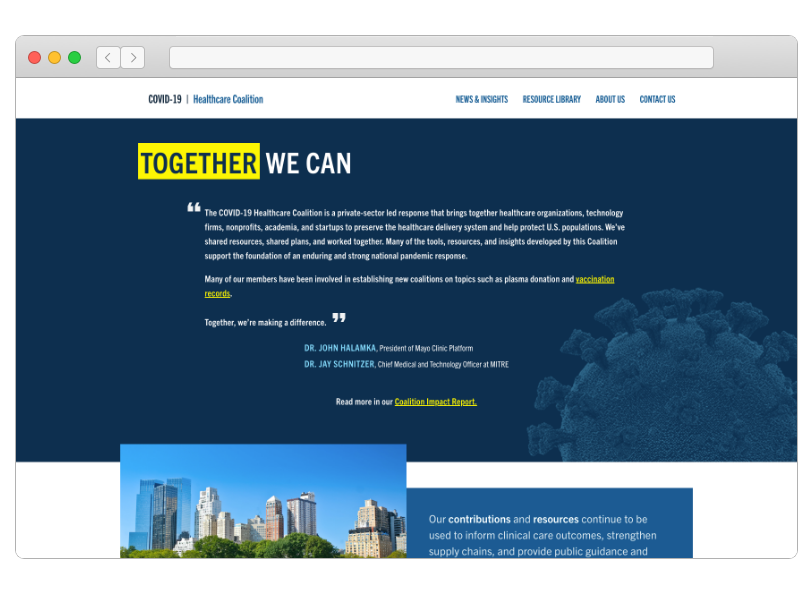 COVID-19 | Healthcare Coalition
NEWS & INSIGHTS RESOURCE LIBRARY ABOUT US CONTACT US
TOGETHER WE CAN
“ The COVID-19 Healthcare Coalition is a private-sector led response that brings together healthcare organizations, technology
firms, nonprofits, academia, and startups to preserve the healthcare delivery system and help protect U.S. populations. We've
shared resources, shared plans, and worked together. Many of the tools, resources, and insights developed by this Coalition
support the foundation of an enduring and strong national pandemic response.
Many of our members have been involved in establishing new coalitions on topics such as plasma donation and vaccination
records.
Together, we're making a difference. ”
DR. JOHN HALAMKA, President of Mayo Clinic Platform
DR. JAY SCHNITZER, Chief Medical and Technology Officer at MITRE
Read more in our Coalition Impact Report.
Our contributions and resources continue to be
used to inform clinical care outcomes, strengthen
supply chains, and provide public guidance and